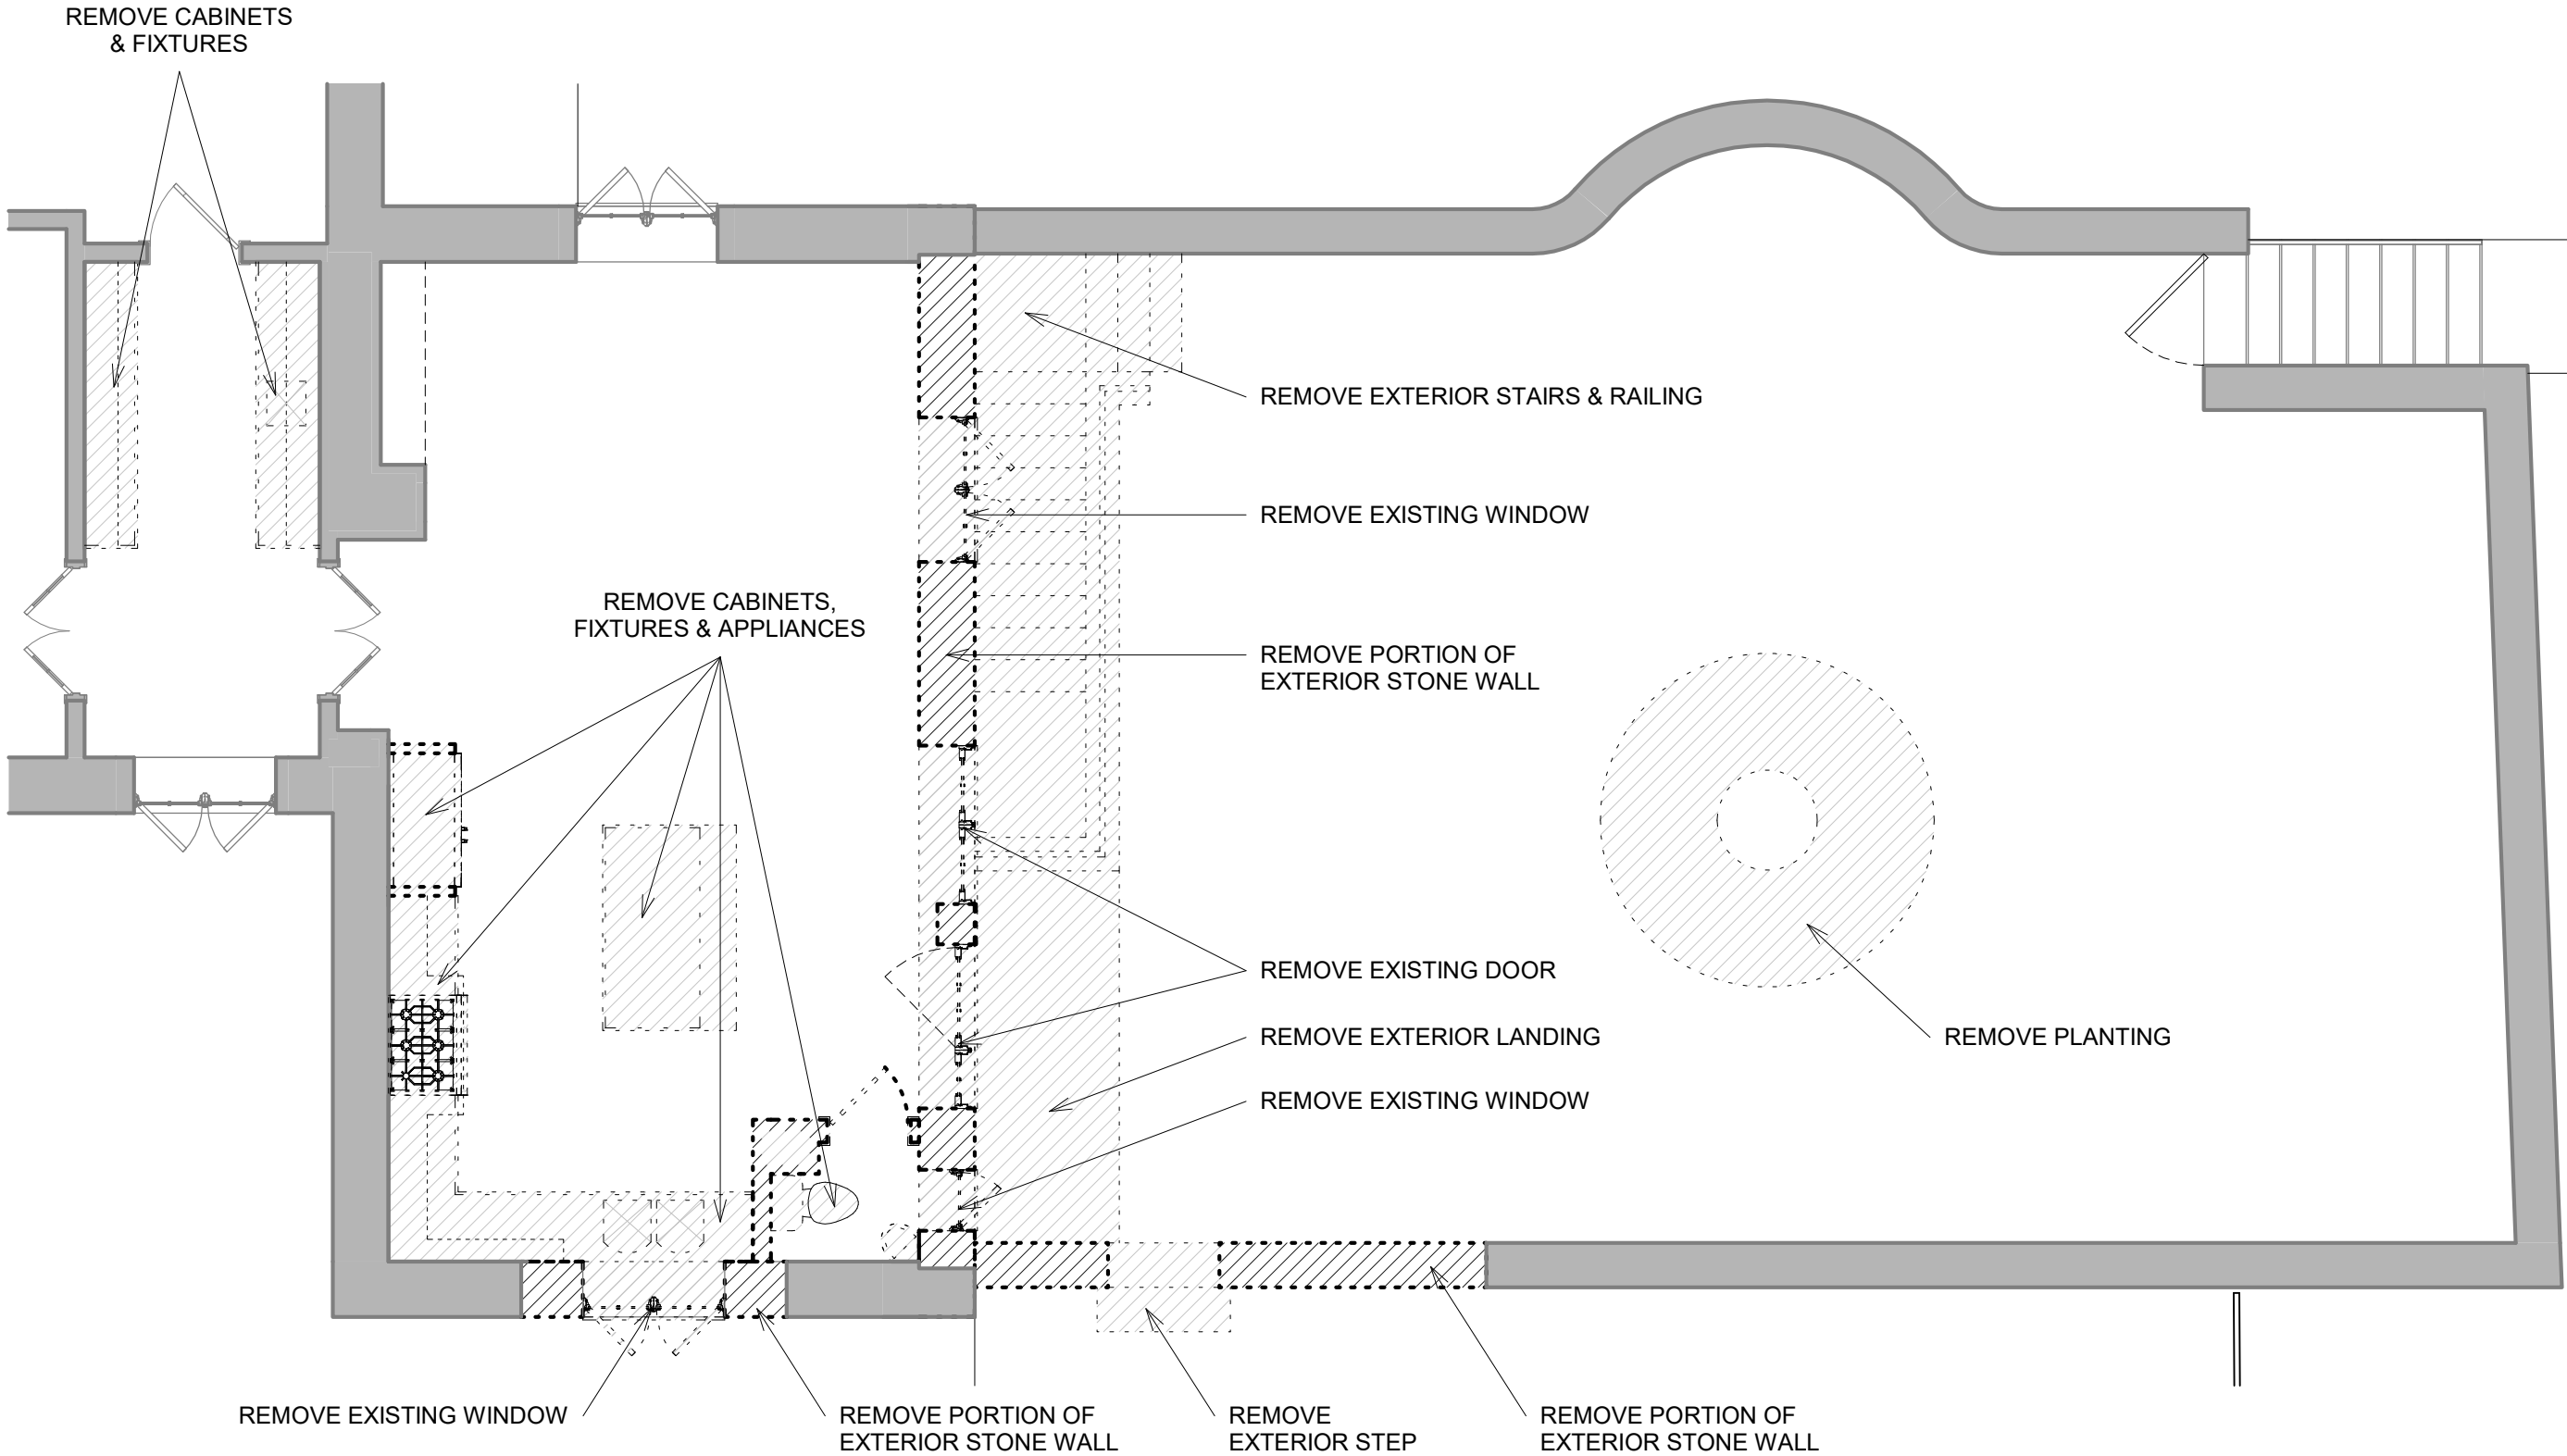 REMOVE CABINETS
& FIXTURES
REMOVE EXTERIOR STAIRS & RAILING
REMOVE EXISTING WINDOW
REMOVE CABINETS,
FIXTURES & APPLIANCES
REMOVE PORTION OF
EXTERIOR STONE WALL
REMOVE EXISTING DOOR
REMOVE EXTERIOR LANDING
REMOVE PLANTING
REMOVE EXISTING WINDOW
REMOVE EXISTING WINDOW
REMOVE PORTION OF
EXTERIOR STONE WALL
REMOVE
EXTERIOR STEP
REMOVE PORTION OF
EXTERIOR STONE WALL